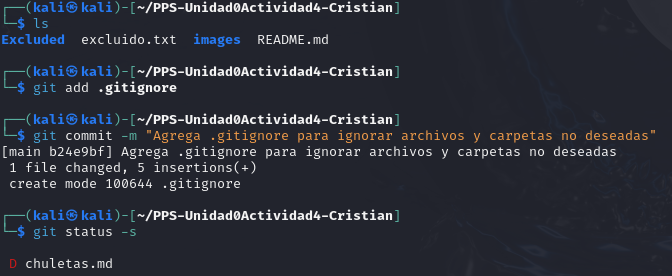 ┌──(kali㉿kali)-[~/PPS-Unidad0Actividad4-Cristian]
└─$ ls
Excluded  excluido.txt  images  README.md
┌──(kali㉿kali)-[~/PPS-Unidad0Actividad4-Cristian]
└─$ git add .gitignore
┌──(kali㉿kali)-[~/PPS-Unidad0Actividad4-Cristian]
└─$ git commit -m "Agrega .gitignore para ignorar archivos y carpetas no deseadas"
[main b24e9bf] Agrega .gitignore para ignorar archivos y carpetas no deseadas
 1 file changed, 5 insertions(+)
 create mode 100644 .gitignore
┌──(kali㉿kali)-[~/PPS-Unidad0Actividad4-Cristian]
└─$ git status -s
 D chuletas.md